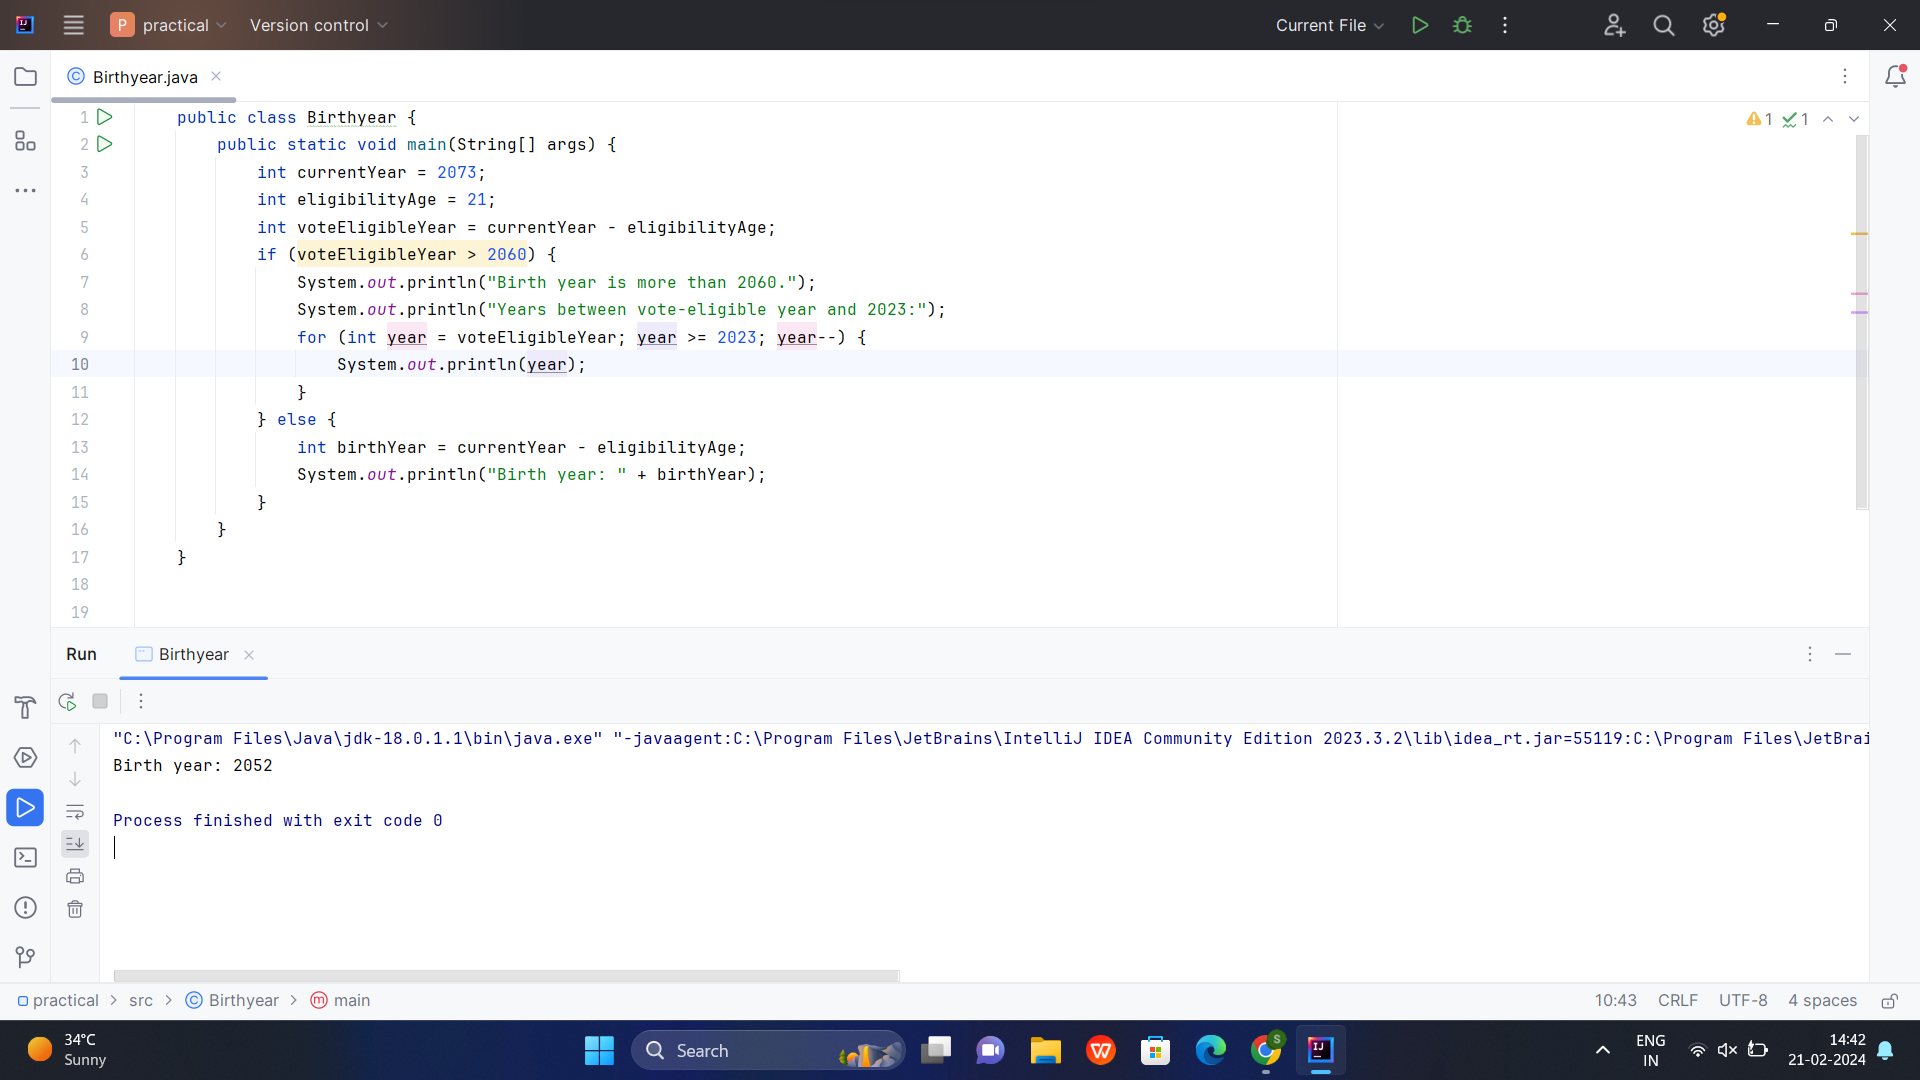 P practical Version control Current File
Birthyear.java
1 public class Birthyear {
2 public static void main(String[] args) {
3 int currentYear = 2073;
4 int eligibilityAge = 21;
5 int voteEligibleYear = currentYear - eligibilityAge;
6 if (voteEligibleYear > 2060) {
7 System.out.println("Birth year is more than 2060.");
8 System.out.println("Years between vote-eligible year and 2023:");
9 for (int year = voteEligibleYear; year >= 2023; year--) {
10 System.out.println(year);
11 }
12 } else {
13 int birthYear = currentYear - eligibilityAge;
14 System.out.println("Birth year: " + birthYear);
15 }
16 }
17 }
18
19
1 1
Run Birthyear
"C:\Program Files\Java\jdk-18.0.1.1\bin\java.exe" "-javaagent:C:\Program Files\JetBrains\IntelliJ IDEA Community Edition 2023.3.2\lib\idea_rt.jar=55119:C:\Program Files\JetBrai
Birth year: 2052
Process finished with exit code 0
practical > src > Birthyear > main 10:43 CRLF UTF-8 4 spaces
34°C
Sunny
Search
ENG
IN
14:42
21-02-2024